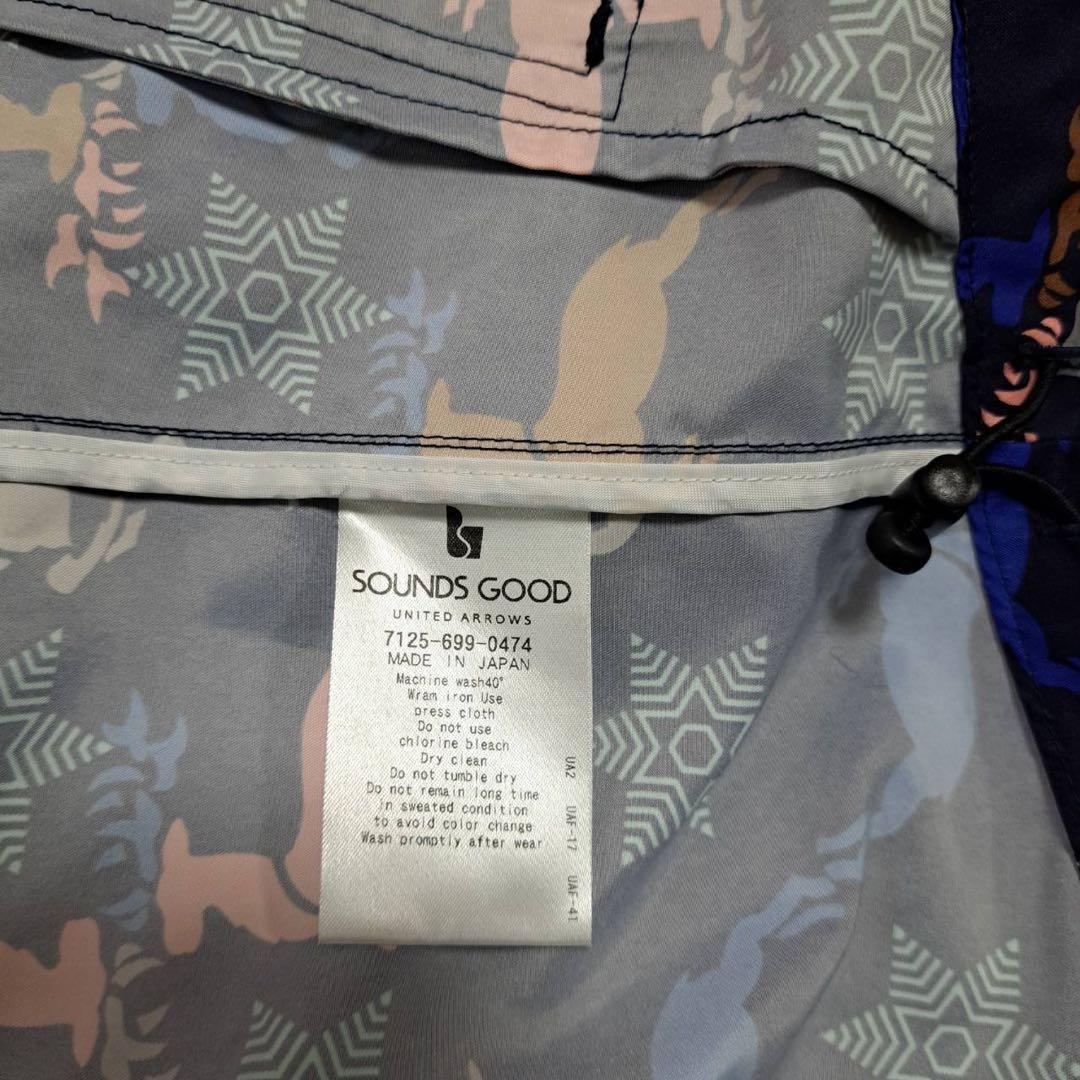 SOUNDS GOOD
UNITED ARROWS
7125-699-0474
MADE IN JAPAN
Machine wash40°
Wram iron Use
press cloth
Do not use
chlorine bleach
Dry clean
Do not tumble dry
Do not remain long time
in sweated condition
to avoid color change
Wash promptly after wear
UA2 UAF-17 UAF-41